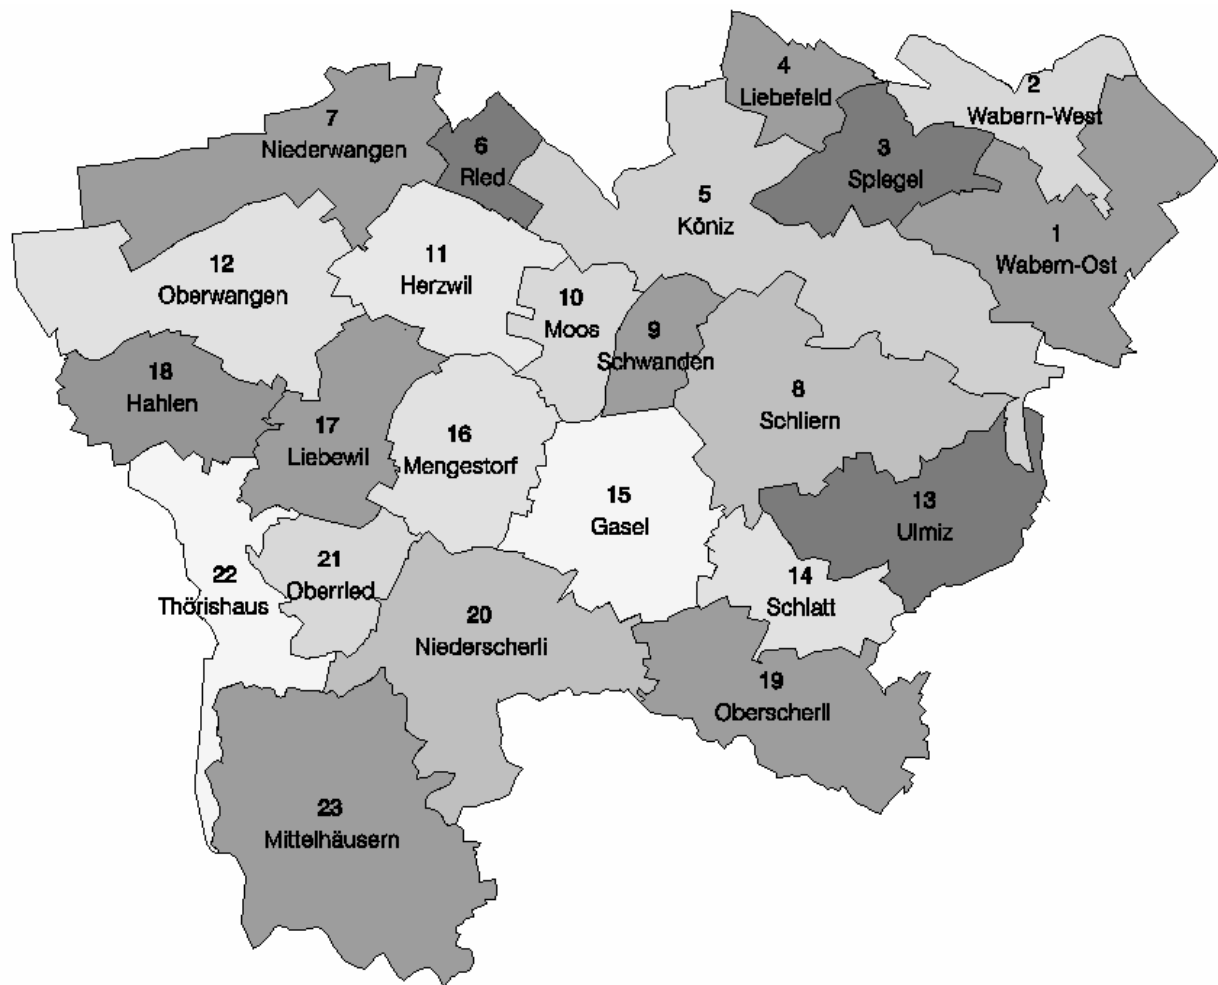 4
Liebefeld
2
Wabern-West
7
Niederwangen
6
Ried
3
Spiegel
5
Köniz
1
Wabern-Ost
11
Herzwil
12
Oberwangen
10
Moos
9
Schwanden
18
Hahlen
8
Schliern
17
Liebewil
16
Mengestorf
15
Gasel
13
Ulmiz
22
Thörishaus
21
Oberried
14
Schlatt
20
Niederscherli
19
Oberscherli
23
Mittelhäusern